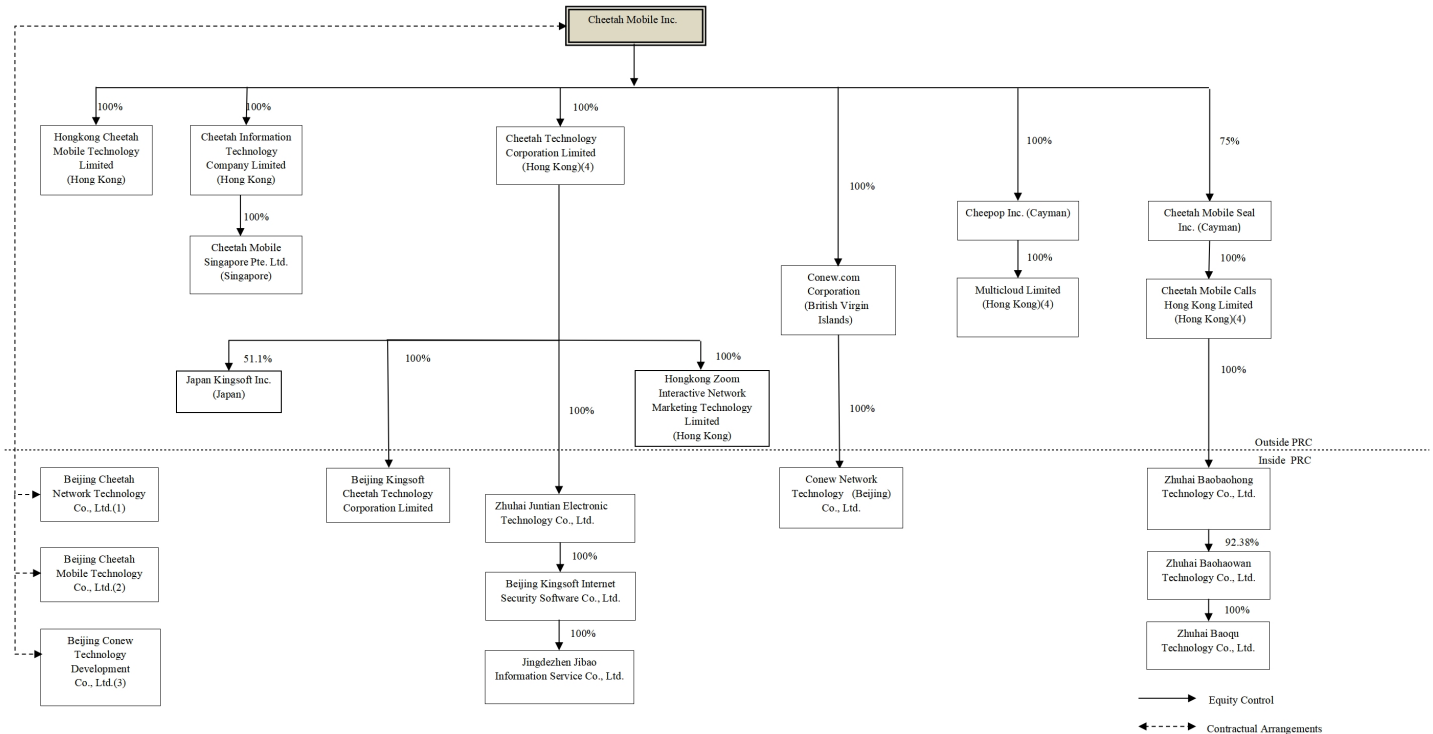 Cheetah Mobile Inc.
100%
100%
100%
Hongkong Cheetah
Mobile Technology
Limited
(Hong Kong)
Cheetah Information
Technology
Company Limited
(Hong Kong)
Cheetah Technology
Corporation Limited
(Hong Kong)(4)
100%
75%
100%
100%
Cheepop Inc. (Cayman)
Cheetah Mobile Seal
Inc. (Cayman)
Cheetah Mobile
Singapore Pte. Ltd.
(Singapore)
100%
100%
Conew.com
Corporation
(British Virgin
Islands)
Multicloud Limited
(Hong Kong)(4)
Cheetah Mobile Calls
Hong Kong Limited
(Hong Kong)(4)
51.1%
100%
100%
100%
Japan Kingsoft Inc.
(Japan)
Hongkong Zoom
Interactive Network
Marketing Technology
Limited
(Hong Kong)
100%
100%
Outside PRC
Inside PRC
Beijing Cheetah
Network Technology
Co., Ltd.(1)
Beijing Kingsoft
Cheetah Technology
Corporation Limited
Zhuhai Juntian Electronic
Technology Co., Ltd.
Conew Network
Technology (Beijing)
Co., Ltd.
Zhuhai Baobaohong
Technology Co., Ltd.
92.38%
100%
Beijing Cheetah
Mobile Technology
Co., Ltd.(2)
Beijing Kingsoft Internet
Security Software Co., Ltd.
Zhuhai Baohaowan
Technology Co., Ltd.
100%
100%
Beijing Conew
Technology
Development
Co., Ltd.(3)
Jingdezhen Jibao
Information Service Co., Ltd.
Zhuhai Baoqu
Technology Co., Ltd.
Equity Control
Contractual Arrangements